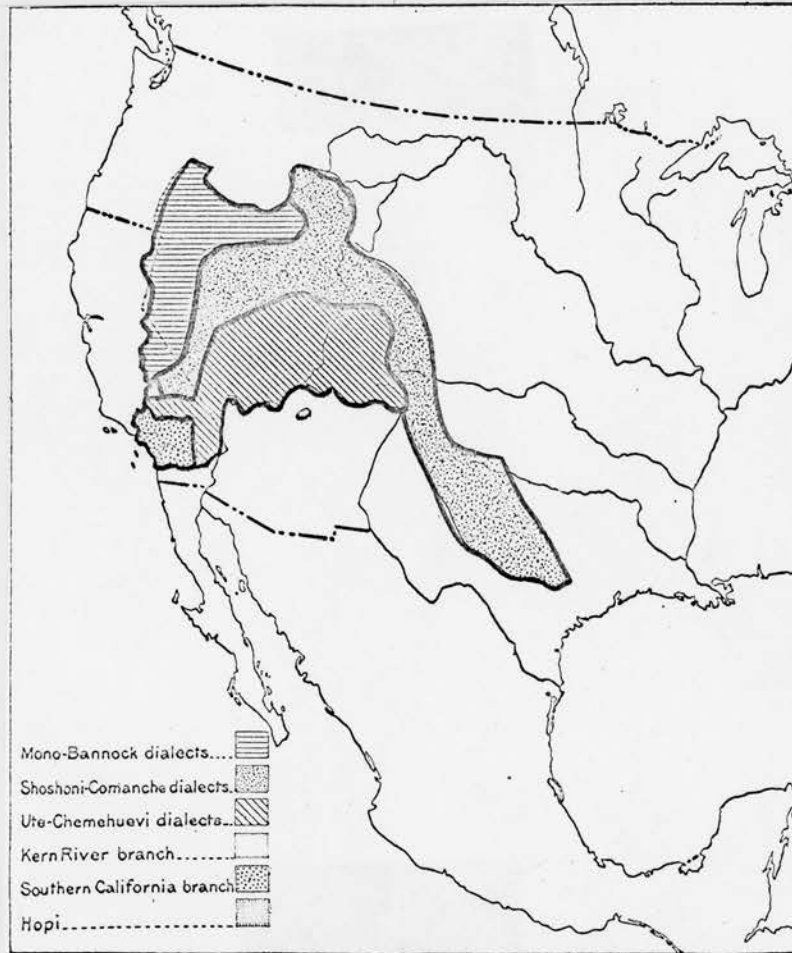 Mono-Bannock dialects....
Shoshoni-Comanche dialects..
Ute-Chemehuevi dialects...
Kern River branch............
Southern California branch
Hopi......................